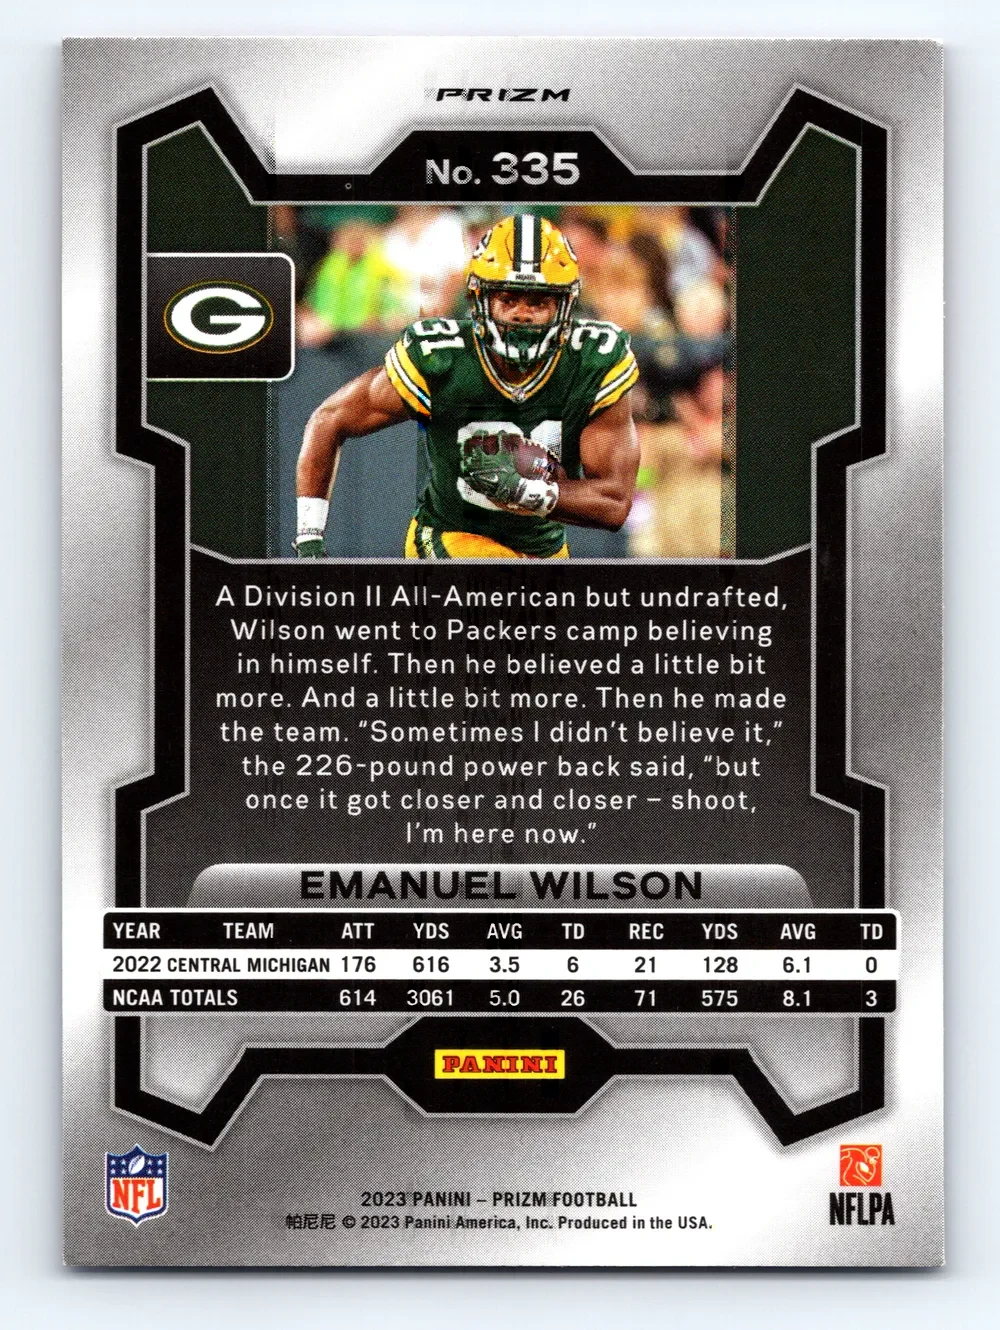 PRIZM
No. 335
G
31
31
31
A Division II All-American but undrafted,
Wilson went to Packers camp believing
in himself. Then he believed a little bit
more. And a little bit more. Then he made
the team. “Sometimes I didn’t believe it,”
the 226-pound power back said, “but
once it got closer and closer – shoot,
I’m here now.”
EMANUEL WILSON
YEAR TEAM ATT YDS AVG TD REC YDS AVG TD
2022 CENTRAL MICHIGAN 176 616 3.5 6 21 128 6.1 0
NCAA TOTALS 614 3061 5.0 26 71 575 8.1 3
PANINI
NFL
NFLPA
2023 PANINI – PRIZM FOOTBALL
帕尼尼 © 2023 Panini America, Inc. Produced in the USA.